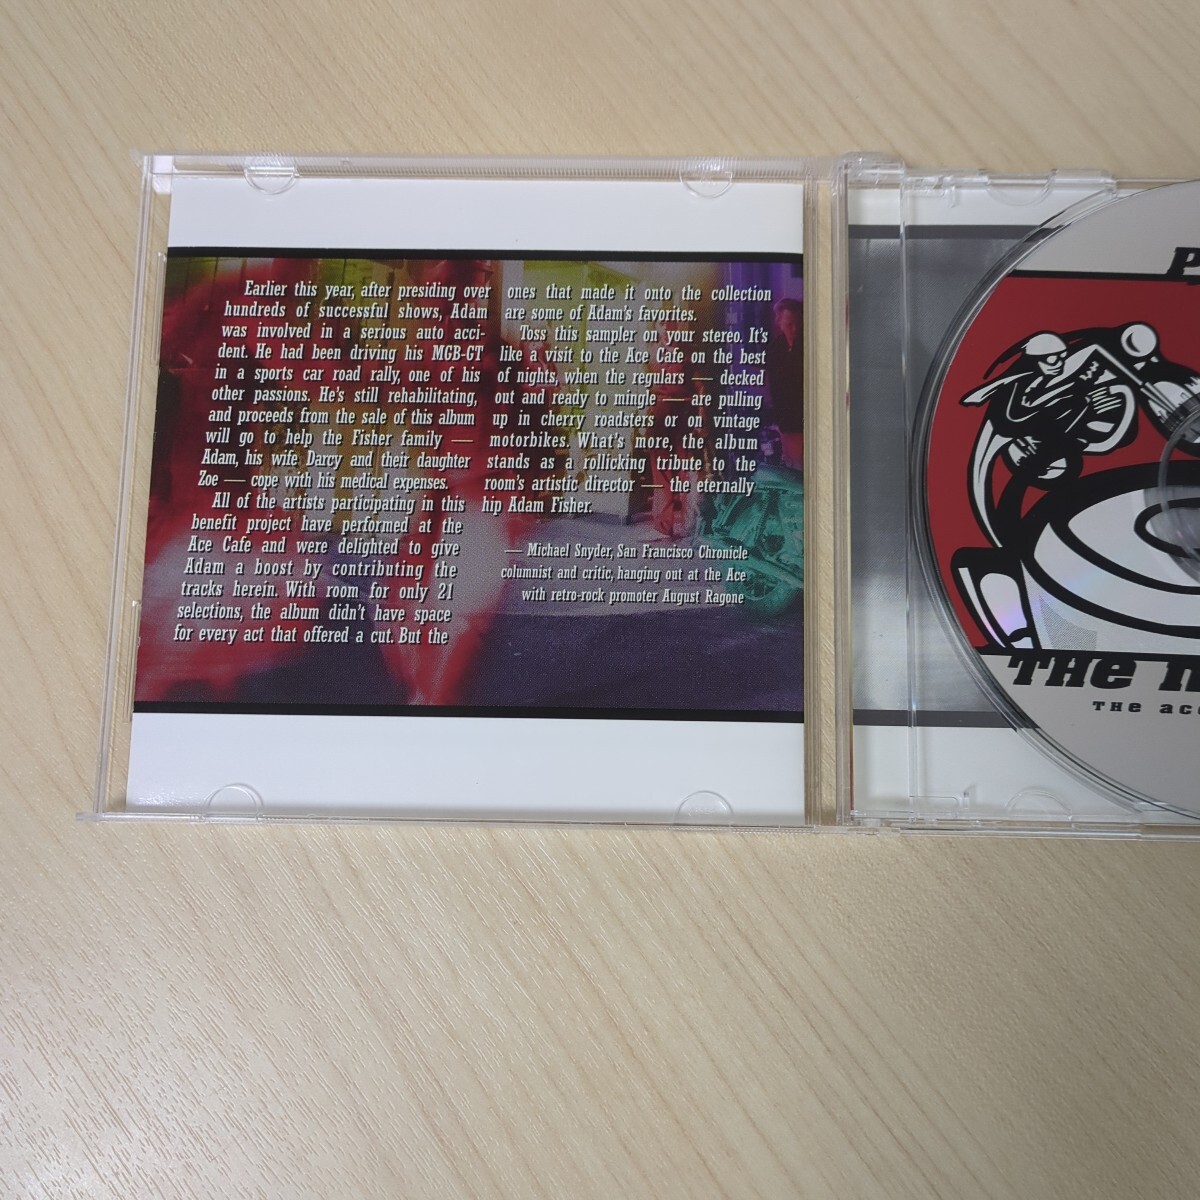 Earlier this year, after presiding over
hundreds of successful shows, Adam
was involved in a serious auto acci-
dent. He had been driving his MGB-GT
in a sports car road rally, one of his
other passions. He's still rehabilitating,
and proceeds from the sale of this album
will go to help the Fisher family —
Adam, his wife Darcy and their daughter
Zoe — cope with his medical expenses.
All of the artists participating in this
benefit project have performed at the
Ace Cafe and were delighted to give
Adam a boost by contributing the
tracks herein. With room for only 21
selections, the album didn't have space
for every act that offered a cut. But the
ones that made it onto the collection
are some of Adam's favorites.
Toss this sampler on your stereo. It's
like a visit to the Ace Cafe on the best
of nights, when the regulars — decked
out and ready to mingle — are pulling
up in cherry roadsters or on vintage
motorbikes. What's more, the album
stands as a rollicking tribute to the
room's artistic director — the eternally
hip Adam Fisher.
— Michael Snyder, San Francisco Chronicle
columnist and critic, hanging out at the Ace
with retro-rock promoter August Ragone
THe
THe ace